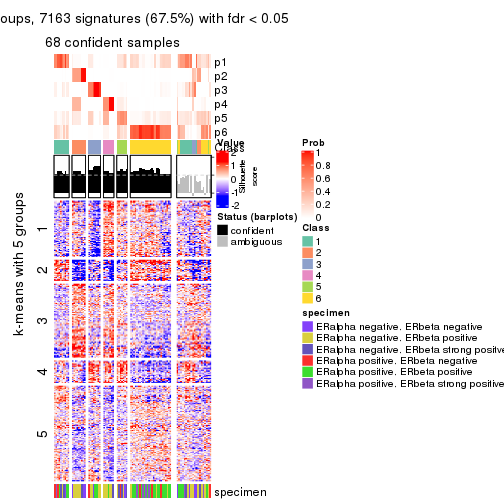 oups, 7163 signatures (67.5%) with fdr < 0.05
68 confident samples
p1
p2
p3
p4
p5
p6
Class
Value
2
1
0
-1
-2
Silhouette
score
Status (barplots)
confident
ambiguous
Prob
1
0.8
0.6
0.4
0.2
0
Class
1
2
3
4
5
6
specimen
ERalpha negative. ERbeta negative
ERalpha negative. ERbeta positive
ERalpha negative. ERbeta strong positive
ERalpha positive. ERbeta negative
ERalpha positive. ERbeta positive
ERalpha positive. ERbeta strong positive
k-means with 5 groups
1
2
3
4
5
specimen